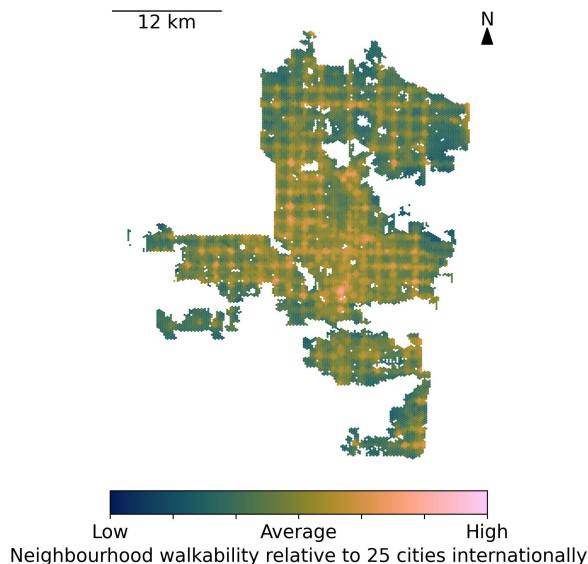 12 km
N
Low Average High
Neighbourhood walkability relative to 25 cities internationally